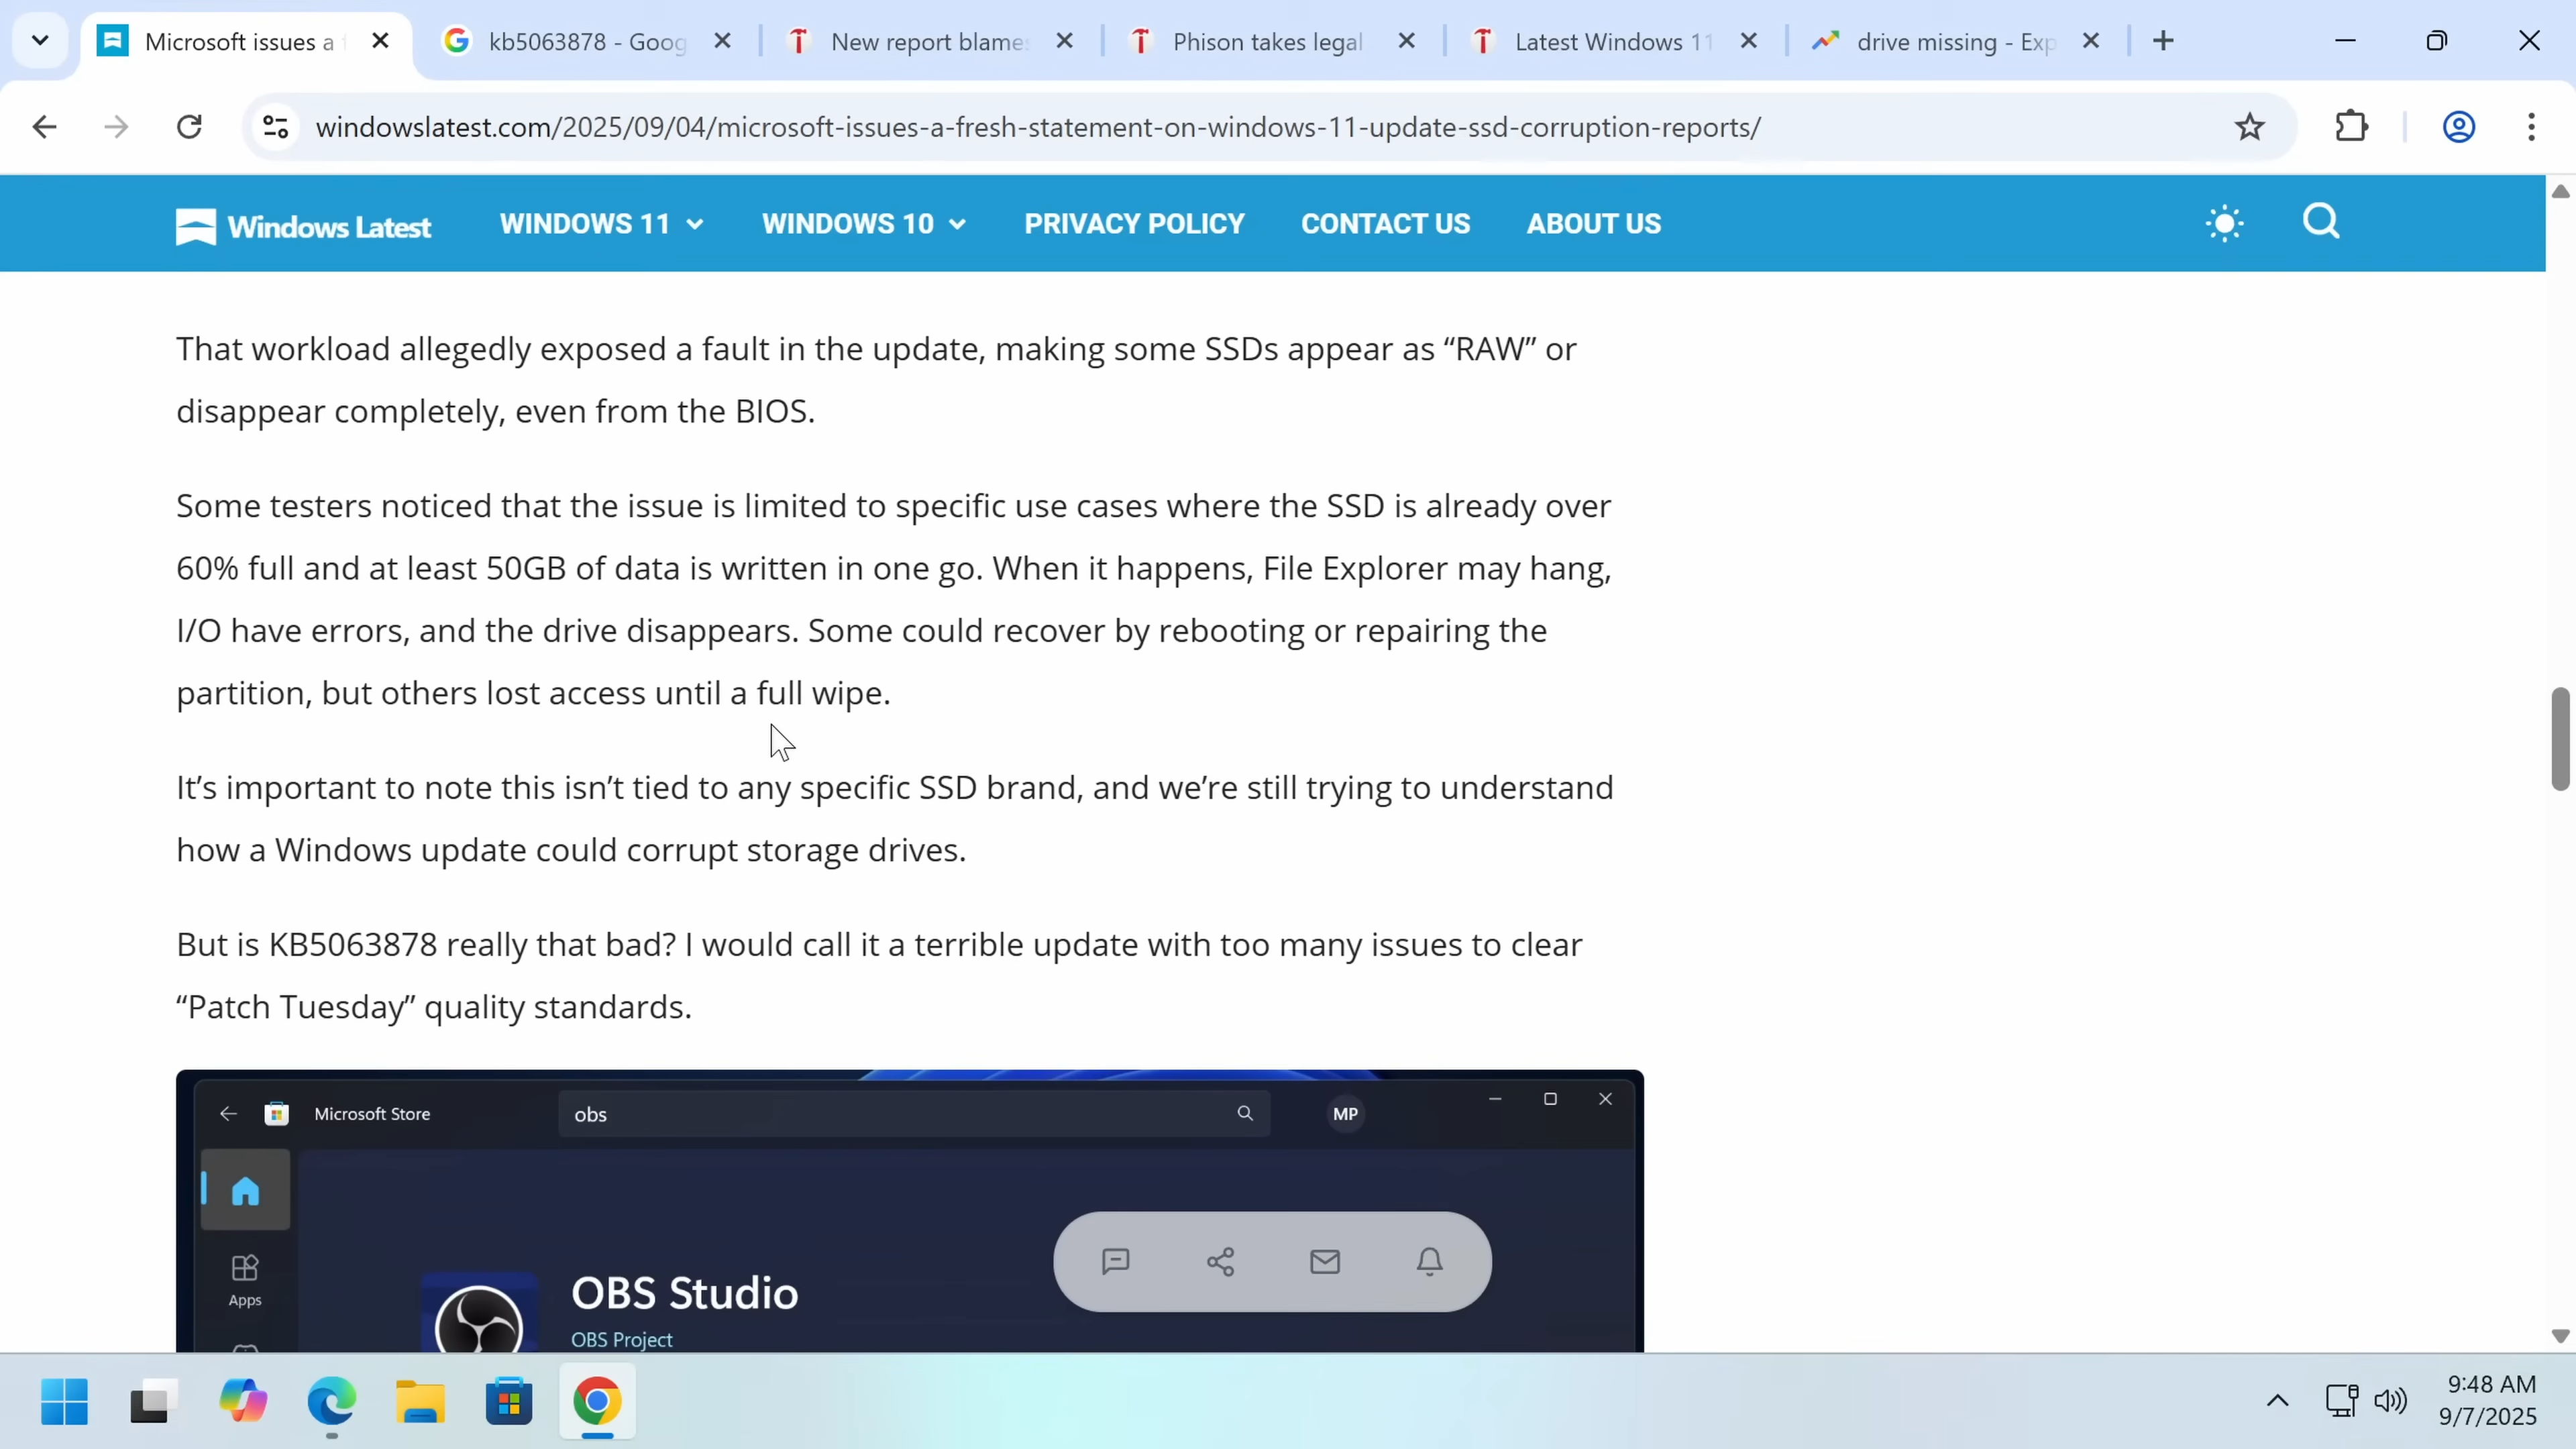 Microsoft issues a f
kb5063878 - Goog
New report blames
Phison takes legal
Latest Windows 11
drive missing - Exp
windowslatest.com/2025/09/04/microsoft-issues-a-fresh-statement-on-windows-11-update-ssd-corruption-reports/
Windows Latest
WINDOWS 11
WINDOWS 10
PRIVACY POLICY
CONTACT US
ABOUT US
That workload allegedly exposed a fault in the update, making some SSDs appear as “RAW” or
disappear completely, even from the BIOS.
Some testers noticed that the issue is limited to specific use cases where the SSD is already over
60% full and at least 50GB of data is written in one go. When it happens, File Explorer may hang,
I/O have errors, and the drive disappears. Some could recover by rebooting or repairing the
partition, but others lost access until a full wipe.
It’s important to note this isn’t tied to any specific SSD brand, and we’re still trying to understand
how a Windows update could corrupt storage drives.
But is KB5063878 really that bad? I would call it a terrible update with too many issues to clear
“Patch Tuesday” quality standards.
Microsoft Store
obs
MP
OBS Studio
Apps
OBS Project
9:48 AM
9/7/2025